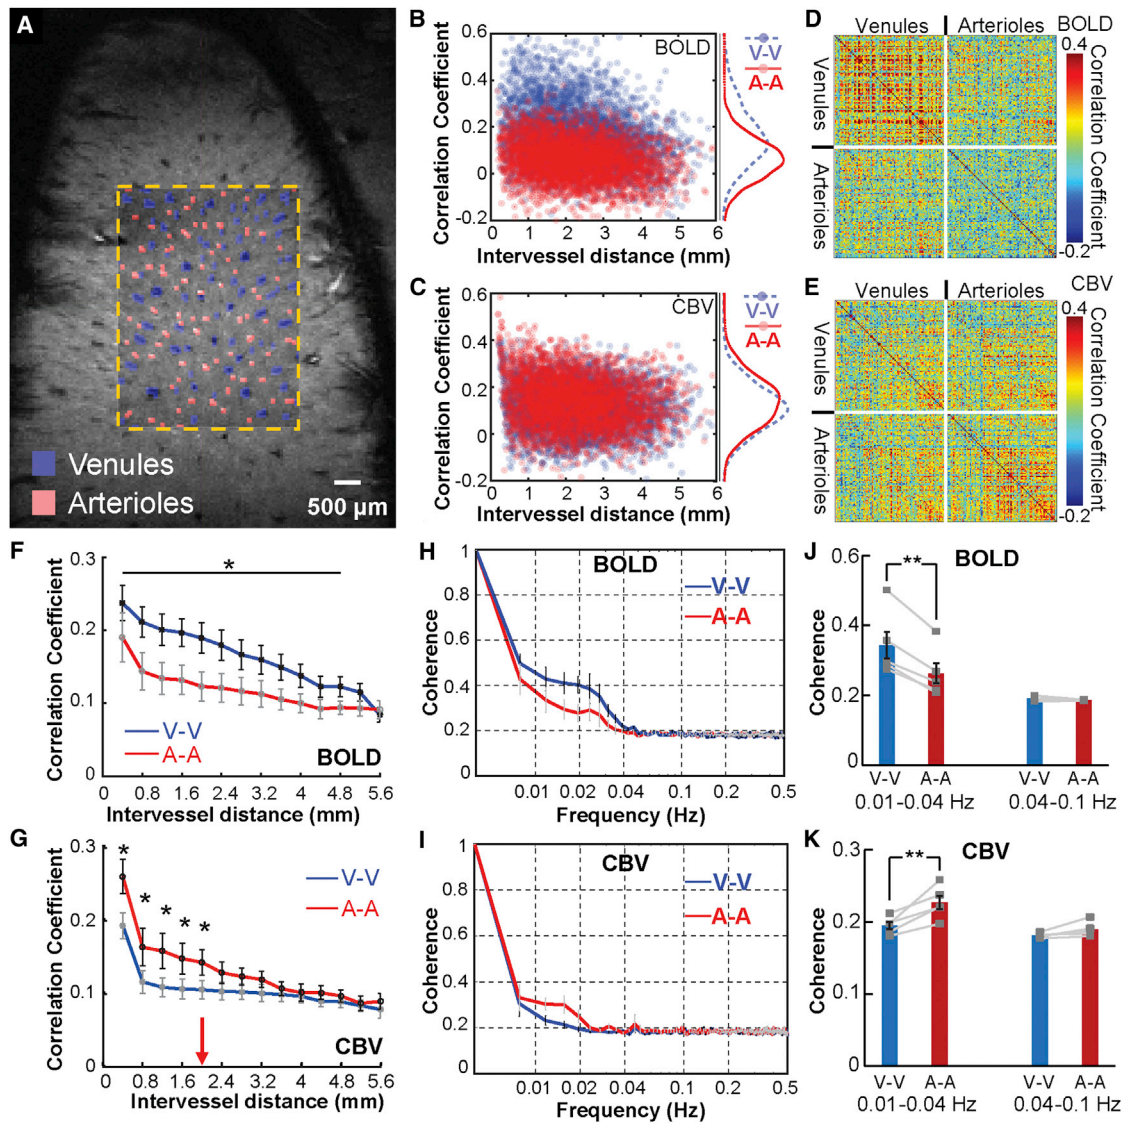 A
Venules
Arterioles
500 µm
B
Correlation Coefficient
0.6
0.4
0.2
0
-0.2
BOLD
0 1 2 3 4 5 6
Intervessel distance (mm)
V-V
A-A
C
Correlation Coefficient
0.6
0.4
0.2
0
-0.2
CBV
0 1 2 3 4 5 6
Intervessel distance (mm)
V-V
A-A
D
Venules Arterioles BOLD
Venules
Arterioles
0.4
Correlation Coefficient
-0.2
E
Venules Arterioles CBV
Venules
Arterioles
0.4
Correlation Coefficient
-0.2
F
Correlation Coefficient
0.3
0.2
0.1
0
*
V-V
A-A
BOLD
0.8 1.6 2.4 3.2 4.0 4.8 5.6
Intervessel distance (mm)
G
Correlation Coefficient
0.3
0.2
0.1
0
* * * * *
V-V
A-A
CBV
0.8 1.6 2.4 3.2 4.0 4.8 5.6
Intervessel distance (mm)
H
Coherence
1
0.8
0.6
0.4
0.2
0
BOLD
V-V
A-A
0.01 0.02 0.04 0.1 0.2 0.5
Frequency (Hz)
I
Coherence
1
0.8
0.6
0.4
0.2
0
CBV
V-V
A-A
0.01 0.02 0.04 0.1 0.2 0.5
Frequency (Hz)
J
BOLD
Coherence
0.6
0.4
0.2
0
**
V-V A-A V-V A-A
0.01-0.04 Hz 0.04-0.1 Hz
K
CBV
Coherence
0.3
0.2
0.1
0
**
V-V A-A V-V A-A
0.01-0.04 Hz 0.04-0.1 Hz